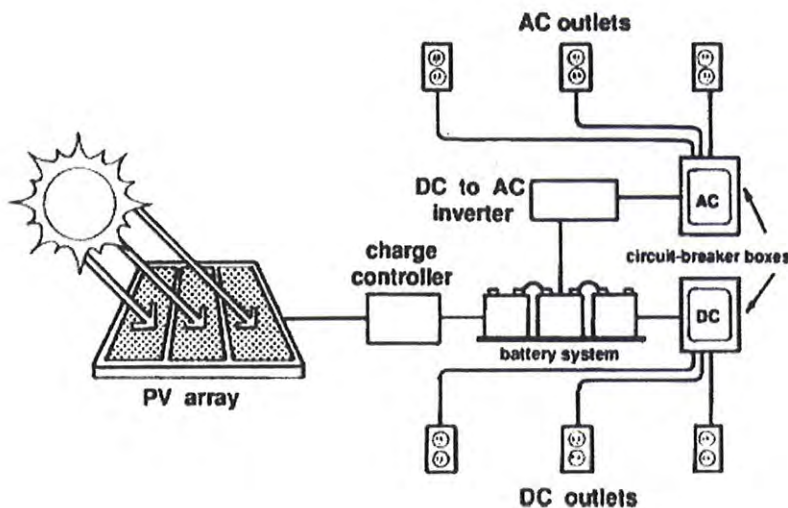 AC outlets
DC to AC
inverter
AC
charge
controller
circuit-breaker boxes
DC
battery system
PV array
DC outlets